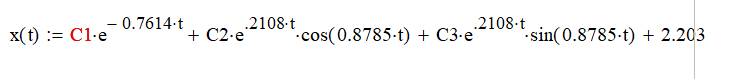 x(t) := C1·e^- 0.7614·t + C2·e^.2108·t·cos(0.8785·t) + C3·e^.2108·t·sin(0.8785·t) + 2.203